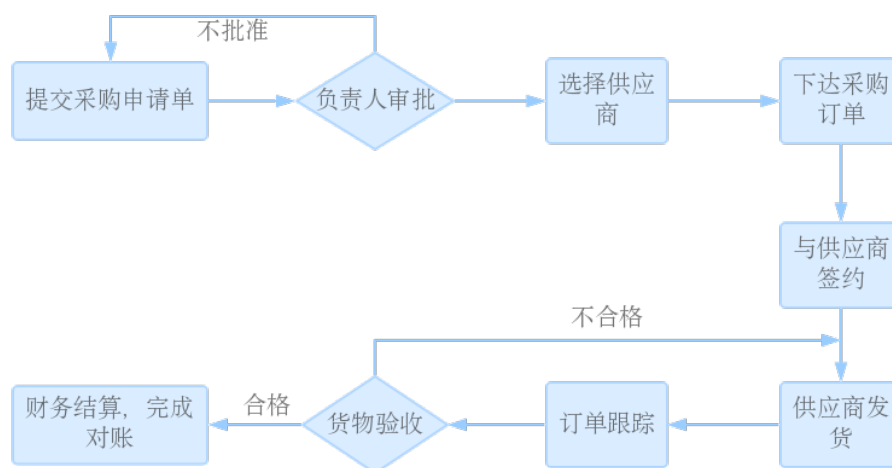 不批准
提交采购申请单
负责人审批
选择供应
商
下达采购
订单
与供应商
签约
不合格
财务结算，完成
对账
合格
货物验收
订单跟踪
供应商发
货